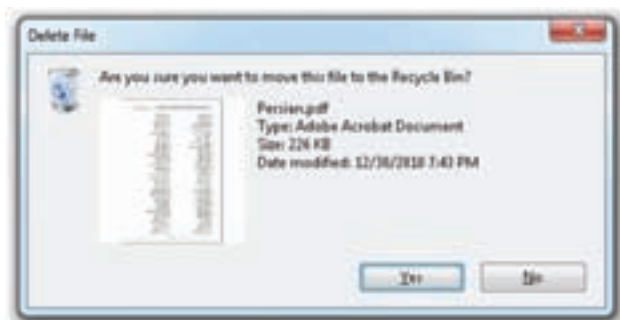 Delete File
Are you sure you want to move this file to the Recycle Bin?
Persian.pdf
Type: Adobe Acrobat Document
Size: 226 KB
Date modified: 12/30/2010 7:43 PM
Yes
No